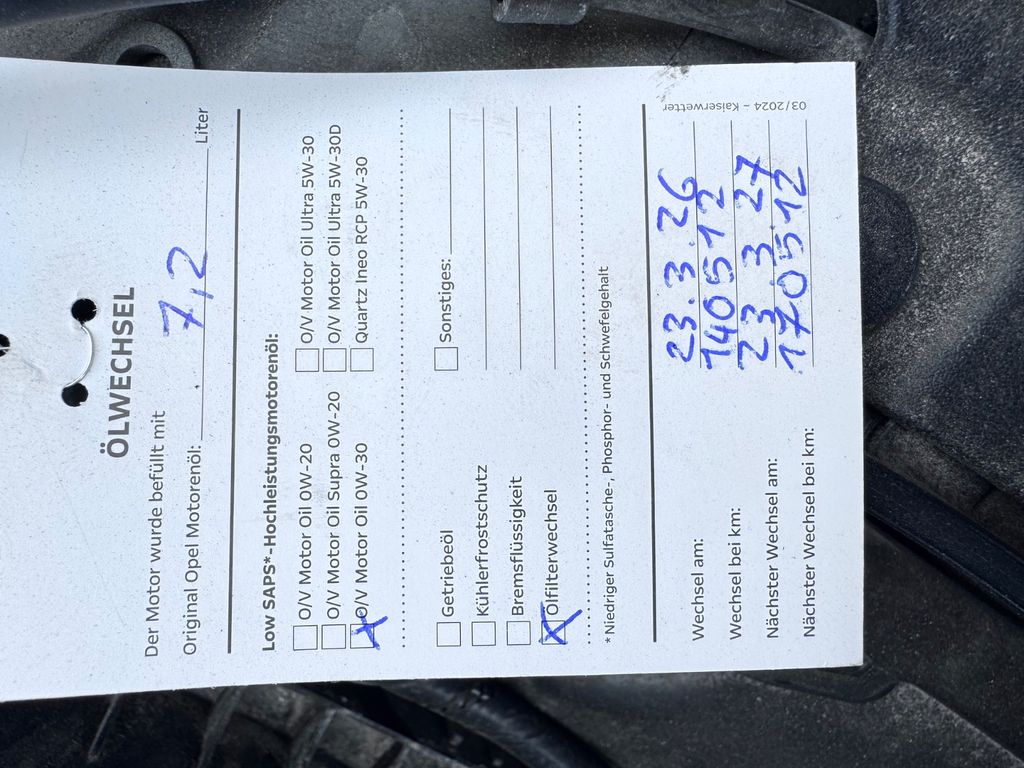 ÖLWECHSEL
Der Motor wurde befüllt mit
Original Opel Motorenöl: 7,2 Liter
Low SAPS*-Hochleistungsmotorenöl:
O/V Motor Oil 0W-20 O/V Motor Oil Ultra 5W-30
O/V Motor Oil Supra 0W-20 O/V Motor Oil Ultra 5W-30D
O/V Motor Oil 0W-30 Quartz Ineo RCP 5W-30
Getriebeöl Sonstiges:
Kühlerfrostschutz
Bremsflüssigkeit
Ölfilterwechsel
*Niedriger Sulfatasche-, Phosphor- und Schwefelgehalt
Wechsel am: 23.3.26
Wechsel bei km: 140512
Nächster Wechsel am: 23.3.27
Nächster Wechsel bei km: 170512
03/2024 – Kaiserwetter